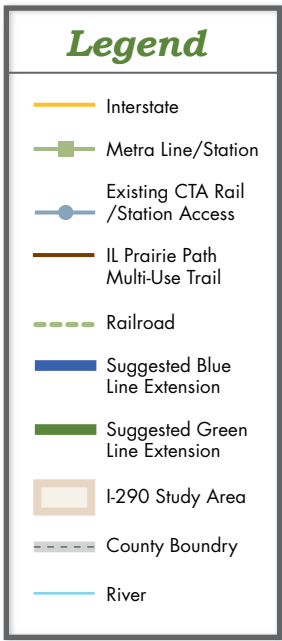 Legend
Interstate
Metra Line/Station
Existing CTA Rail
/Station Access
IL Prairie Path
Multi-Use Trail
Railroad
Suggested Blue
Line Extension
Suggested Green
Line Extension
I-290 Study Area
County Boundry
River